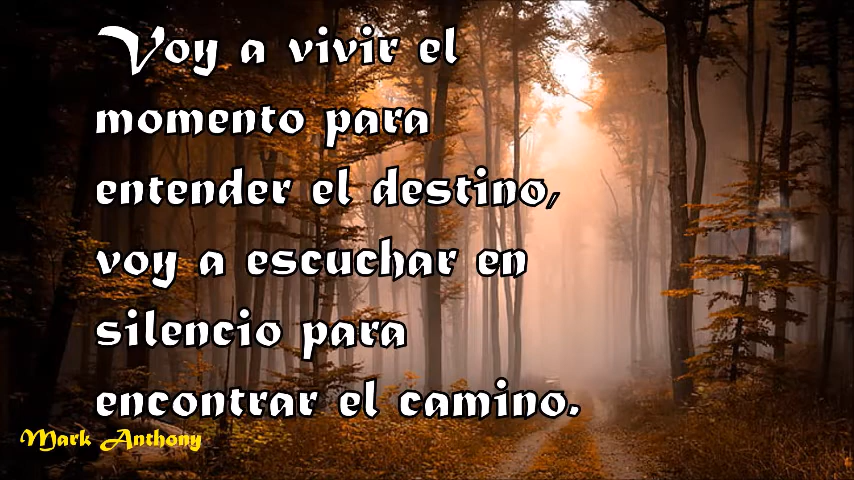 Voy a vivir el
momento para
entender el destino,
voy a escuchar en
silencio para
encontrar el camino.
Mark Anthony